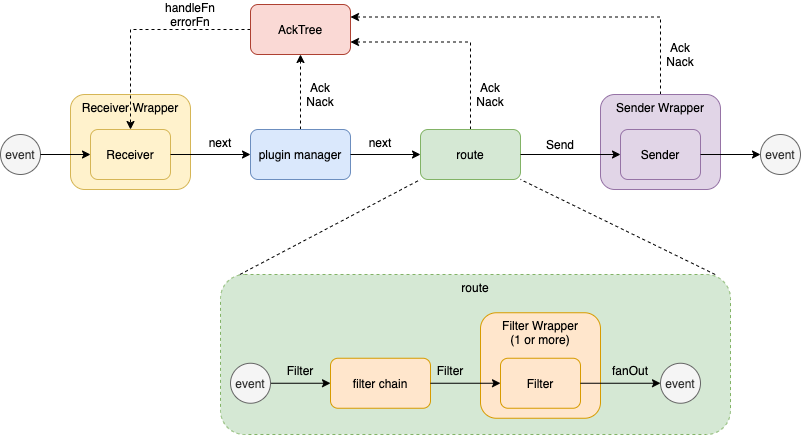 handleFn
errorFn
AckTree
Ack
Nack
Ack
Nack
Ack
Nack
Receiver Wrapper
Sender Wrapper
event
Receiver
next
plugin manager
next
route
Send
Sender
event
route
Filter Wrapper
(1 or more)
event
Filter
filter chain
Filter
Filter
fanOut
event